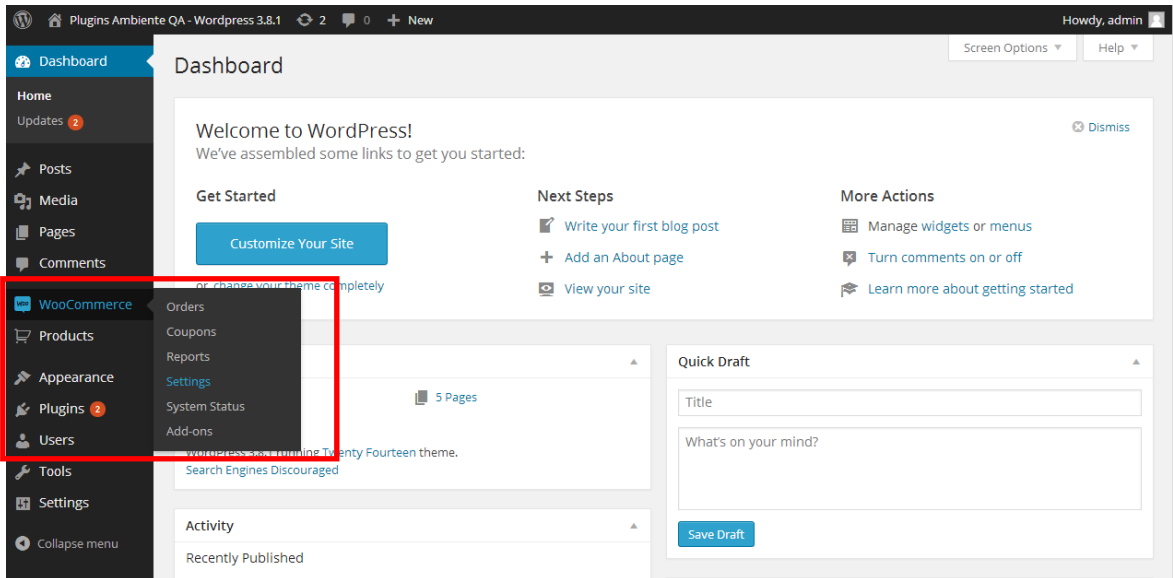 Plugins Ambiente QA - Wordpress 3.8.1 2 0 + New Howdy, admin
Screen Options ▼ Help ▼
Dashboard
Home
Updates 2
Posts
Media
Pages
Comments
WooCommerce
Products
Appearance
Plugins 2
Users
Tools
Settings
Collapse menu
Orders
Coupons
Reports
Settings
System Status
Add-ons
Dashboard
Welcome to WordPress!
We've assembled some links to get you started:
Dismiss
Get Started
Customize Your Site
or, change your theme completely
Next Steps
Write your first blog post
Add an About page
View your site
More Actions
Manage widgets or menus
Turn comments on or off
Learn more about getting started
5 Pages
WordPress 3.8.1 running Twenty Fourteen theme.
Search Engines Discouraged
Activity
Recently Published
Quick Draft
Title
What's on your mind?
Save Draft